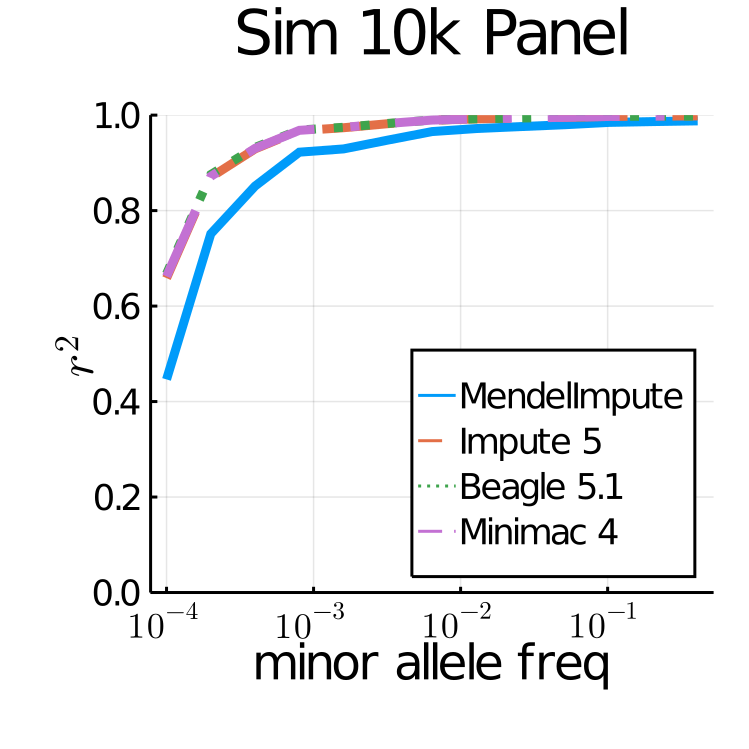 Sim 10k Panel
1.0
0.8
0.6
0.4
0.2
0.0
r²
MendelImpute
Impute 5
Beagle 5.1
Minimac 4
10⁻⁴ 10⁻³ 10⁻² 10⁻¹
minor allele freq